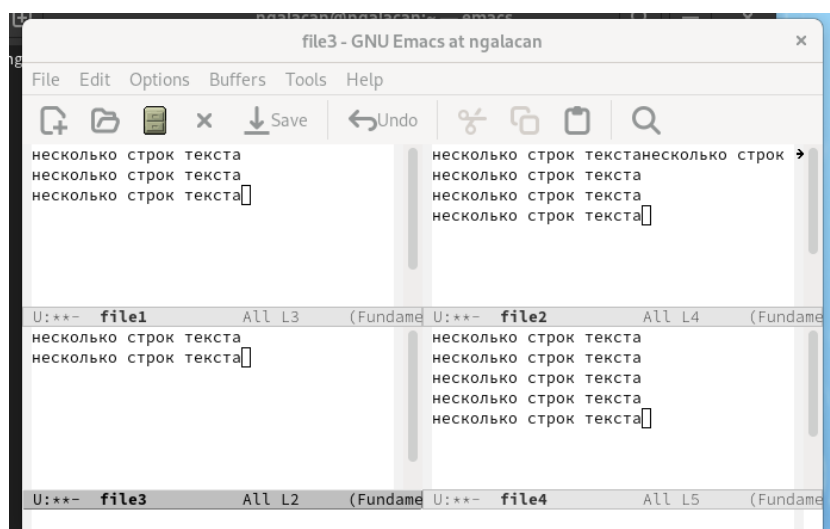 ngalacan@ngalacan:~ — emacs
file3 - GNU Emacs at ngalacan
File Edit Options Buffers Tools Help
Save Undo
несколько строк текста
несколько строк текста
несколько строк текста
U:**- file1 All L3 (Fundame
несколько строк текстанесколько строк
несколько строк текста
несколько строк текста
несколько строк текста
U:**- file2 All L4 (Fundame
несколько строк текста
несколько строк текста
U:**- file3 All L2 (Fundame
несколько строк текста
несколько строк текста
несколько строк текста
несколько строк текста
несколько строк текста
U:**- file4 All L5 (Fundame